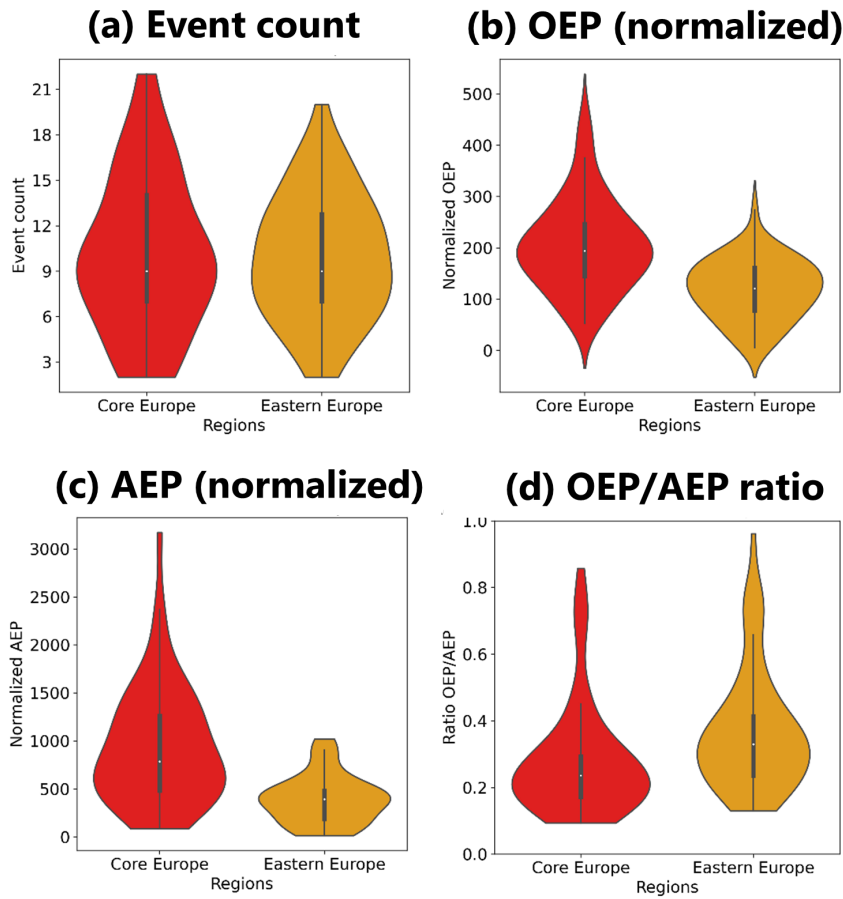 (a) Event count
(b) OEP (normalized)
21
18
15
12
9
6
3
Event count
Core Europe
Eastern Europe
Regions
500
400
300
200
100
0
Normalized OEP
Core Europe
Eastern Europe
Regions
(c) AEP (normalized)
(d) OEP/AEP ratio
3000
2500
2000
1500
1000
500
0
Normalized AEP
Core Europe
Eastern Europe
Regions
1.0
0.8
0.6
0.4
0.2
0.0
Ratio OEP/AEP
Core Europe
Eastern Europe
Regions